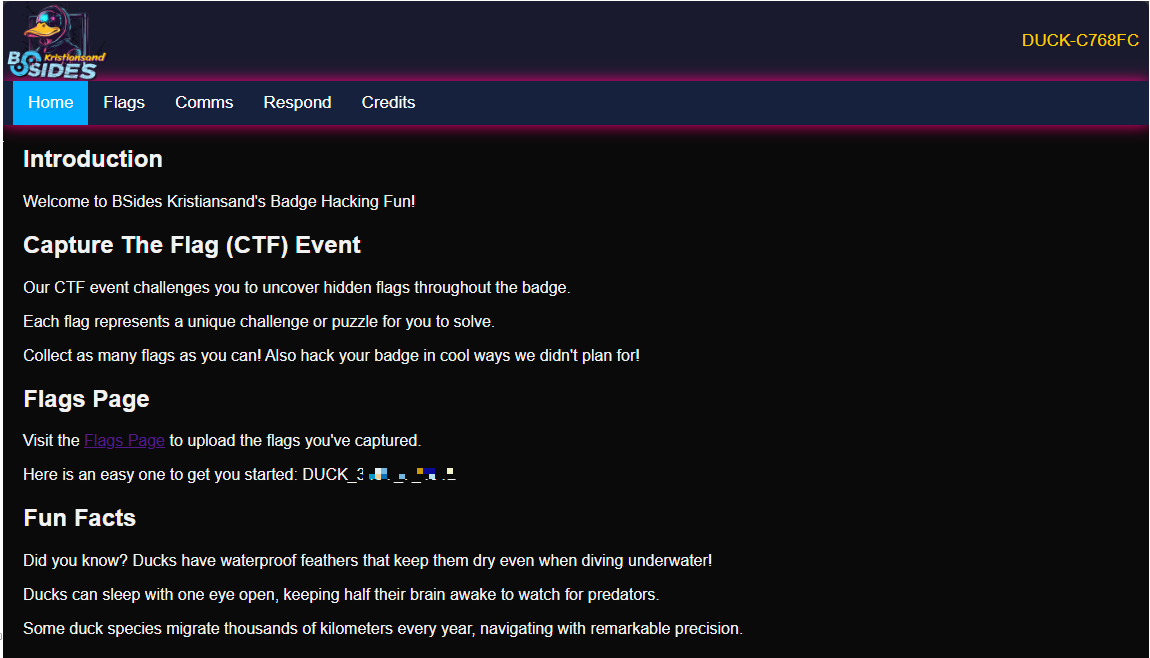 Kristiansand
BSIDES
DUCK-C768FC
Home Flags Comms Respond Credits
Introduction
Welcome to BSides Kristiansand's Badge Hacking Fun!
Capture The Flag (CTF) Event
Our CTF event challenges you to uncover hidden flags throughout the badge.
Each flag represents a unique challenge or puzzle for you to solve.
Collect as many flags as you can! Also hack your badge in cool ways we didn't plan for!
Flags Page
Visit the Flags Page to upload the flags you've captured.
Here is an easy one to get you started:
Fun Facts
Did you know? Ducks have waterproof feathers that keep them dry even when diving underwater!
Ducks can sleep with one eye open, keeping half their brain awake to watch for predators.
Some duck species migrate thousands of kilometers every year, navigating with remarkable precision.